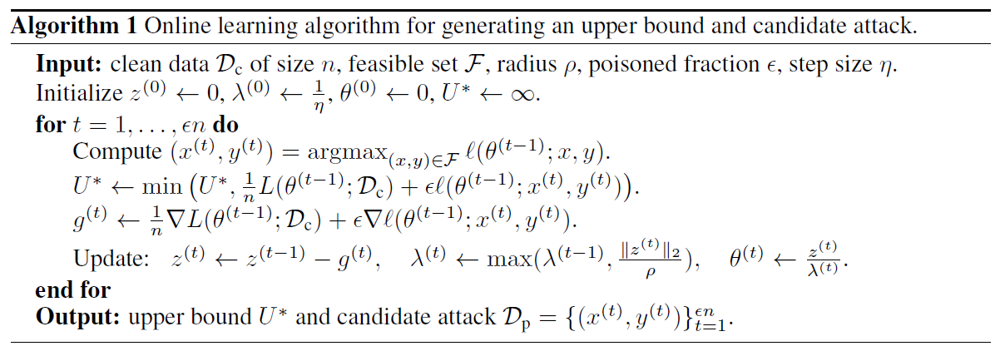 Algorithm 1 Online learning algorithm for generating an upper bound and candidate attack.
Input: clean data $\mathcal{D}_{\mathrm{c}}$ of size $n$, feasible set $\mathcal{F}$, radius $\rho$, poisoned fraction $\epsilon$, step size $\eta$.
Initialize $z^{(0)} \leftarrow 0, \lambda^{(0)} \leftarrow \frac{1}{\eta}, \theta^{(0)} \leftarrow 0, U^* \leftarrow \infty$.
for $t = 1, \ldots, \epsilon n$ do
Compute $(x^{(t)}, y^{(t)}) = \mathrm{argmax}_{(x,y) \in \mathcal{F}} \ell(\theta^{(t-1)}; x, y)$.
$U^* \leftarrow \min \left( U^*, \frac{1}{n} L(\theta^{(t-1)}; \mathcal{D}_{\mathrm{c}}) + \epsilon \ell(\theta^{(t-1)}; x^{(t)}, y^{(t)}) \right)$.
$g^{(t)} \leftarrow \frac{1}{n} \nabla L(\theta^{(t-1)}; \mathcal{D}_{\mathrm{c}}) + \epsilon \nabla \ell(\theta^{(t-1)}; x^{(t)}, y^{(t)})$.
Update: $z^{(t)} \leftarrow z^{(t-1)} - g^{(t)}, \quad \lambda^{(t)} \leftarrow \max(\lambda^{(t-1)}, \frac{\|z^{(t)}\|_2}{\rho}), \quad \theta^{(t)} \leftarrow \frac{z^{(t)}}{\lambda^{(t)}}$.
end for
Output: upper bound $U^*$ and candidate attack $\mathcal{D}_{\mathrm{p}} = \{(x^{(t)}, y^{(t)})\}_{t=1}^{\epsilon n}$.